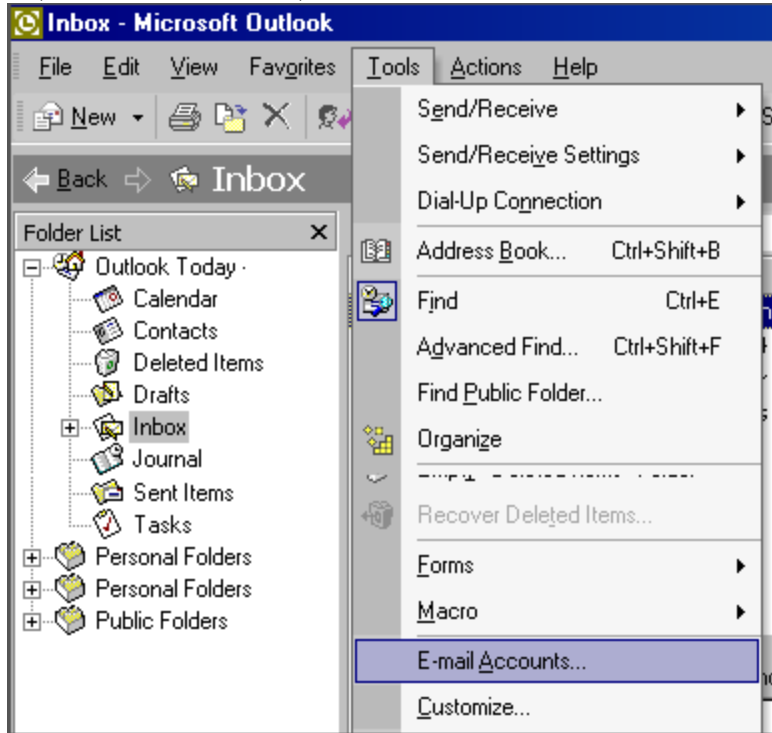 Inbox - Microsoft Outlook
File Edit View Favorites Tools Actions Help
New
Back Inbox
Folder List
Outlook Today -
Calendar
Contacts
Deleted Items
Drafts
Inbox
Journal
Sent Items
Tasks
Personal Folders
Personal Folders
Public Folders
Send/Receive
Send/Receive Settings
Dial-Up Connection
Address Book... Ctrl+Shift+B
Find Ctrl+E
Advanced Find... Ctrl+Shift+F
Find Public Folder...
Organize
Recover Deleted Items...
Forms
Macro
E-mail Accounts...
Customize...